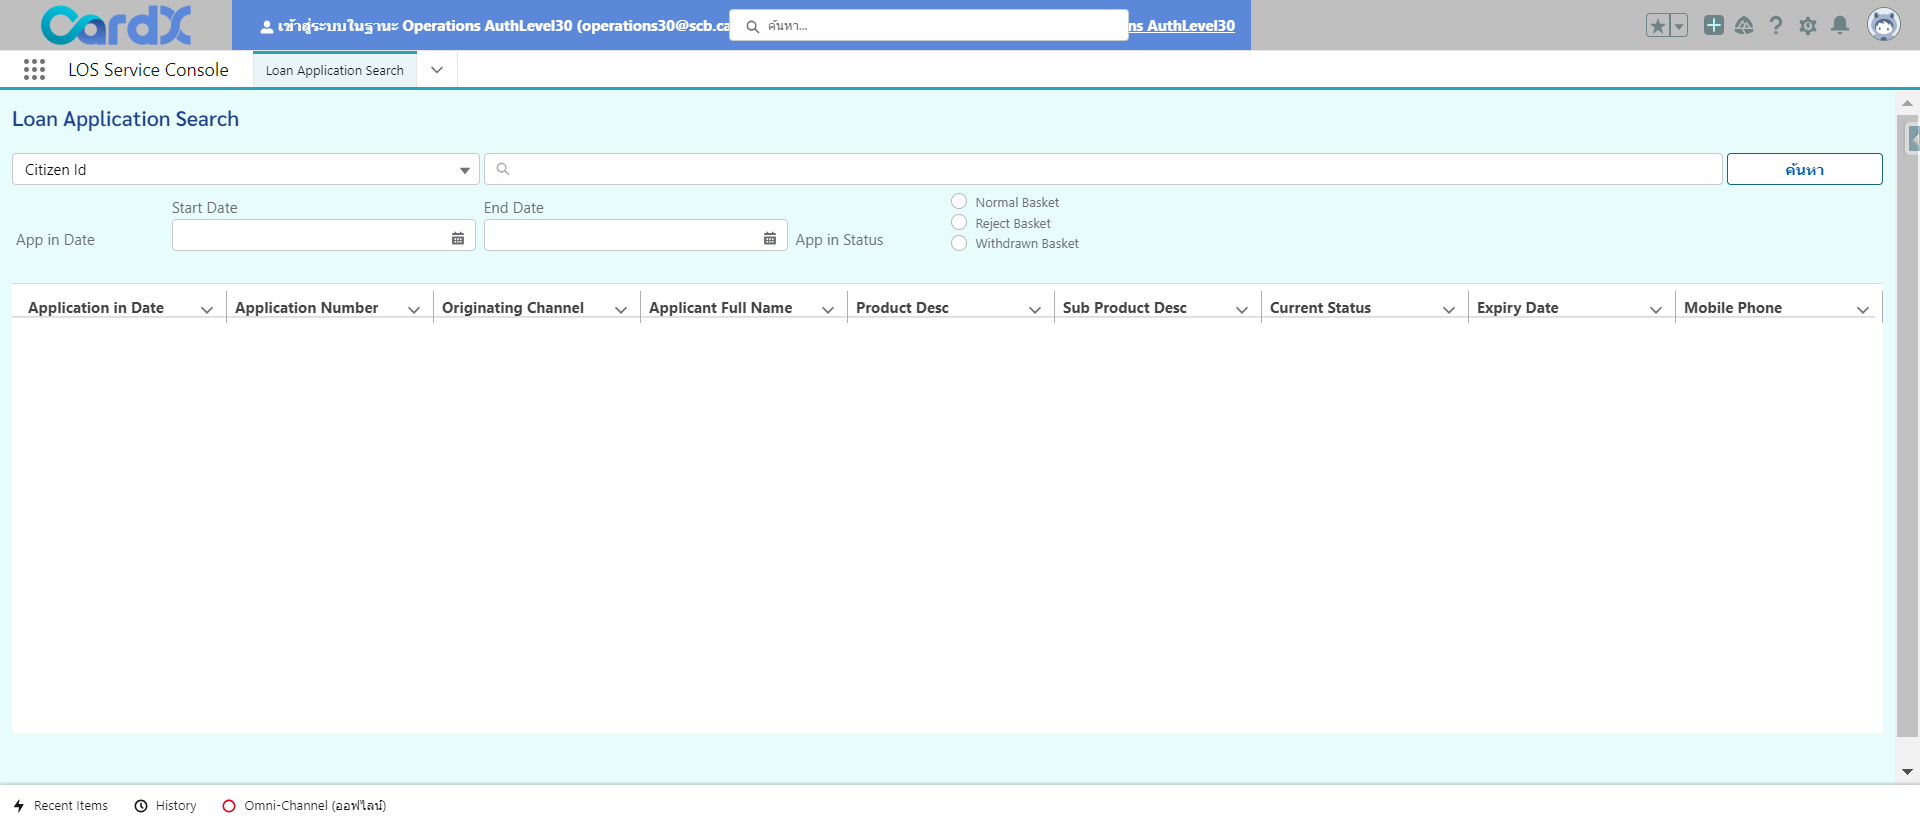 CardX
เข้าสู่ระบบในฐานะ Operations AuthLevel30 (operations30@scb.ca
ค้นหา...
ns AuthLevel30
LOS Service Console
Loan Application Search
Loan Application Search
Citizen Id
ค้นหา
App in Date
Start Date
End Date
App in Status
Normal Basket
Reject Basket
Withdrawn Basket
Application in Date Application Number Originating Channel Applicant Full Name Product Desc Sub Product Desc Current Status Expiry Date Mobile Phone
Recent Items History Omni-Channel (ออฟไลน์)